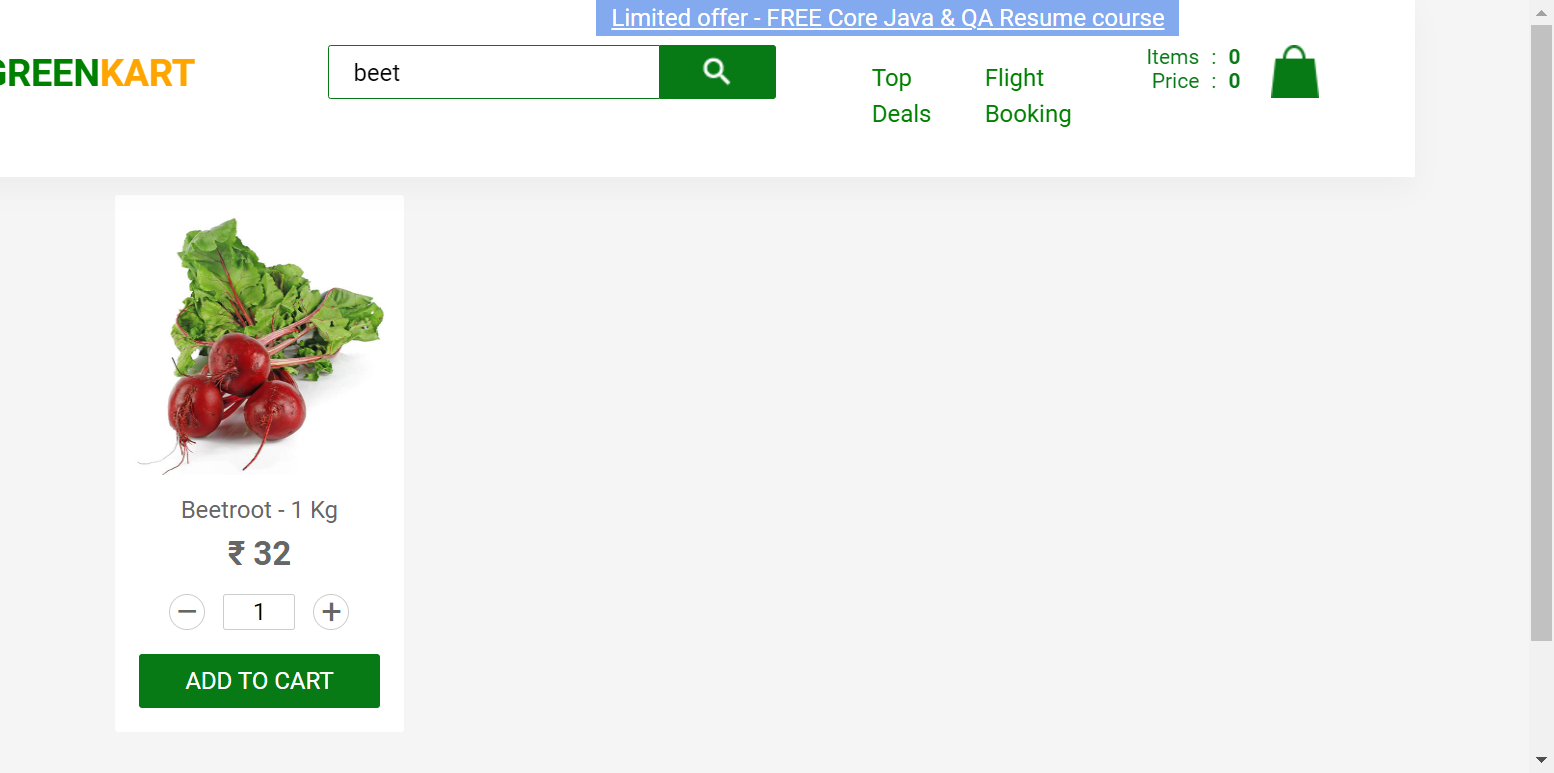 Limited offer - FREE Core Java & QA Resume course
GREENKART
beet
Top
Deals
Flight
Booking
Items : 0
Price : 0
Beetroot - 1 Kg
₹ 32
− 1 +
ADD TO CART